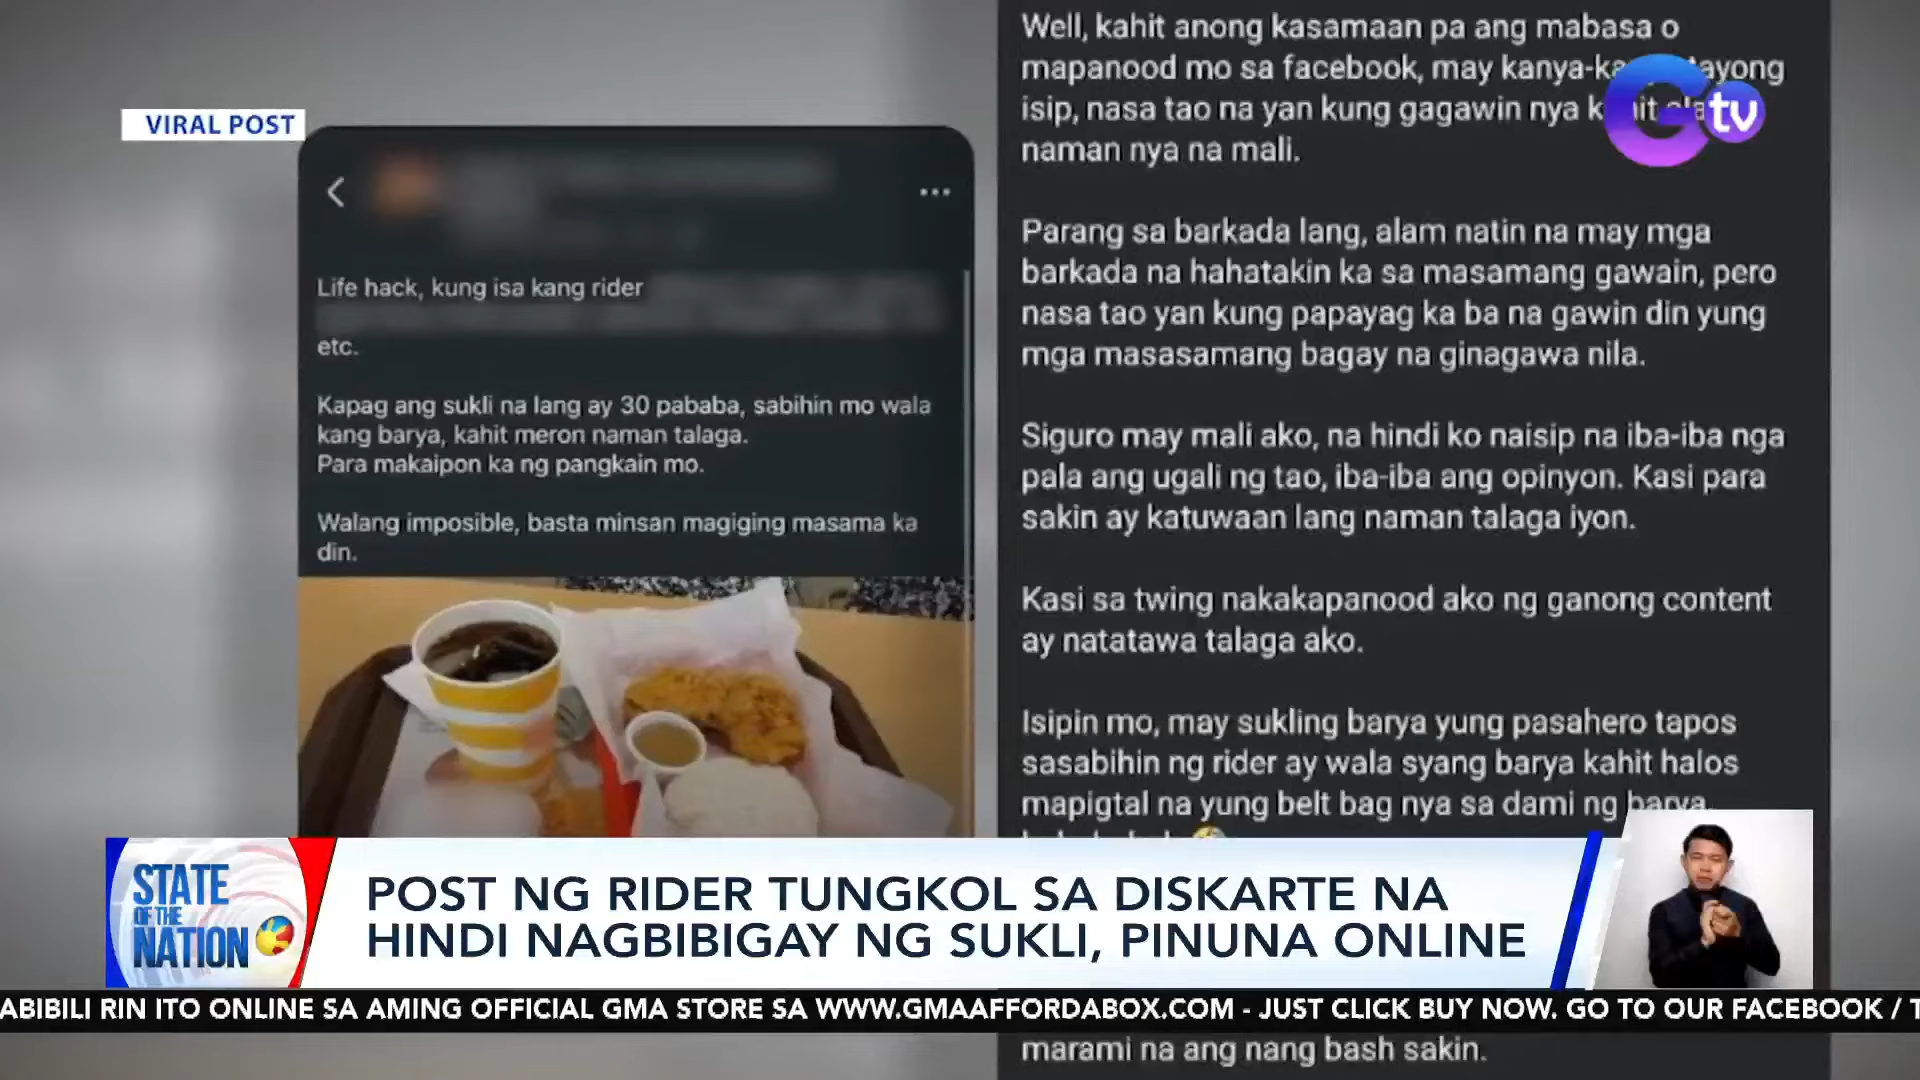 VIRAL POST
Life hack, kung isa kang rider
etc.
Kapag ang sukli na lang ay 30 pababa, sabihin mo wala
kang barya, kahit meron naman talaga.
Para makaipon ka ng pangkain mo.
Walang imposible, basta minsan magiging masama ka
din.
Well, kahit anong kasamaan pa ang mabasa o
mapanood mo sa facebook, may tayong
isip, nasa tao na yan kung gagawin nya
naman nya na mali.
Parang sa barkada lang, alam natin na may mga
barkada na hahatakin ka sa masamang gawain, pero
nasa tao yan kung papayag ka ba na gawin din yung
mga masasamang bagay na ginagawa nila.
Siguro may mali ako, na hindi ko naisip na iba-iba nga
pala ang ugali ng tao, iba-iba ang opinyon. Kasi para
sakin ay katuwaan lang naman talaga iyon.
Kasi sa twing nakakapanood ako ng ganong content
ay natatawa talaga ako.
Isipin mo, may sukling barya yung pasahero tapos
sasabihin ng rider ay wala syang barya kahit halos
mapigtal na yung belt bag nya sa dami ng barya.
marami na ang nang bash sakin.
G tv
STATE
OF THE
NATION
POST NG RIDER TUNGKOL SA DISKARTE NA
HINDI NAGBIBIGAY NG SUKLI, PINUNA ONLINE
ABIBILI RIN ITO ONLINE SA AMING OFFICIAL GMA STORE SA WWW.GMAAFFORDABOX.COM - JUST CLICK BUY NOW. GO TO OUR FACEBOOK / T